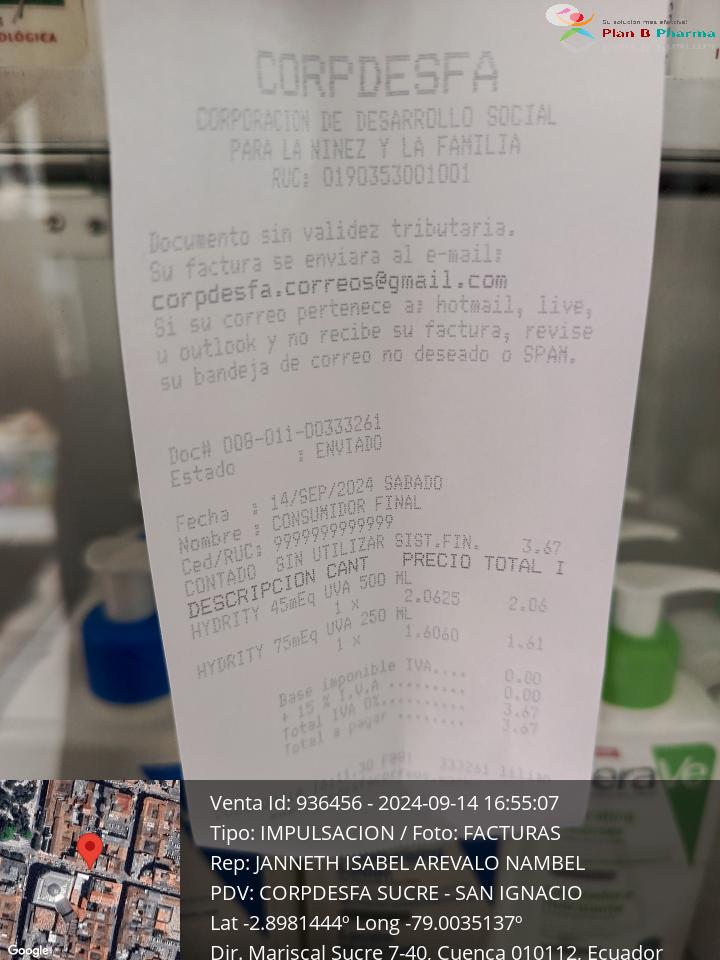 OLÓGICA
Su solución más efectiva!
Plan B Pharma
CORPDESFA
CORPORACION DE DESARROLLO SOCIAL
PARA LA NINEZ Y LA FAMILIA
RUC: 0190353001001
Documento sin validez tributaria.
Su factura se enviara al e-mail:
corpdesfa.correos@gmail.com
Si su correo pertenece a: hotmail, live,
u outlook y no recibe su factura, revise
su bandeja de correo no deseado o SPAM.
Doc# 008-011-00333261
Estado : ENVIADO
Fecha : 14/SEP/2024 SABADO
Nombre : CONSUMIDOR FINAL
Ced/RUC: 9999999999999
CONTADO SIN UTILIZAR SIST.FIN. 3.67
DESCRIPCION CANT PRECIO TOTAL I
HYDRITY 45mEq UVA 500 ML
1 x 2.0625 2.06
HYDRITY 75mEq UVA 250 ML
1 x 1.6060 1.61
Base imponible IVA.... 0.00
+ 15 % I.V.A ......... 0.00
Total IVA 0%.......... 3.67
Total a pagar ........ 3.67
333261
eraVe
Venta Id: 936456 - 2024-09-14 16:55:07
Tipo: IMPULSACION / Foto: FACTURAS
Rep: JANNETH ISABEL AREVALO NAMBEL
PDV: CORPDESFA SUCRE - SAN IGNACIO
Lat -2.8981444º Long -79.0035137º
Dir. Mariscal Sucre 7-40, Cuenca 010112, Ecuador
Google